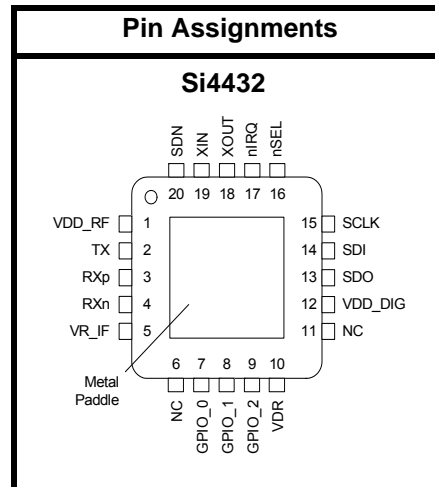 Pin Assignments
Si4432
SDN
XIN
XOUT
nIRQ
nSEL
20 19 18 17 16
VDD_RF 1
TX 2
RXp 3
RXn 4
VR_IF 5
15 SCLK
14 SDI
13 SDO
12 VDD_DIG
11 NC
Metal
Paddle
6 7 8 9 10
NC
GPIO_0
GPIO_1
GPIO_2
VDR